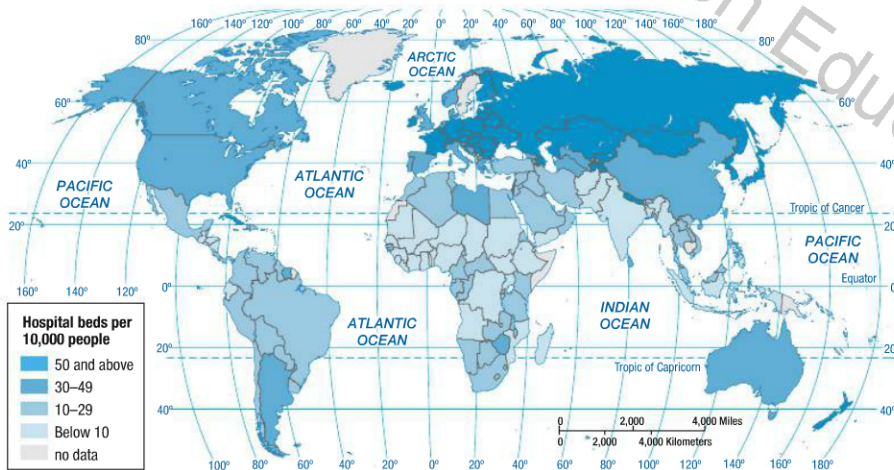 160° 120° 80° 40° 20° 0° 20° 40° 60° 80° 100° 120° 140° 160° 180°
on Educ
80° 80°
ARCTIC
OCEAN
60° 60°
40° 40°
ATLANTIC
OCEAN
PACIFIC
OCEAN
Tropic of Cancer
20° 20°
PACIFIC
OCEAN
Equator
0° 0
160° 140° 120°
INDIAN
OCEAN
ATLANTIC
OCEAN
Hospital beds per
10,000 people
50 and above
30–49
10–29
Below 10
no data
20° 20°
Tropic of Capricorn
40° 40°
0 2,000 4,000 Miles
0 2,000 4,000 Kilometers
100° 80° 60° 40° 20° 0° 20° 40° 60° 80° 100° 120° 140° 160° 180°